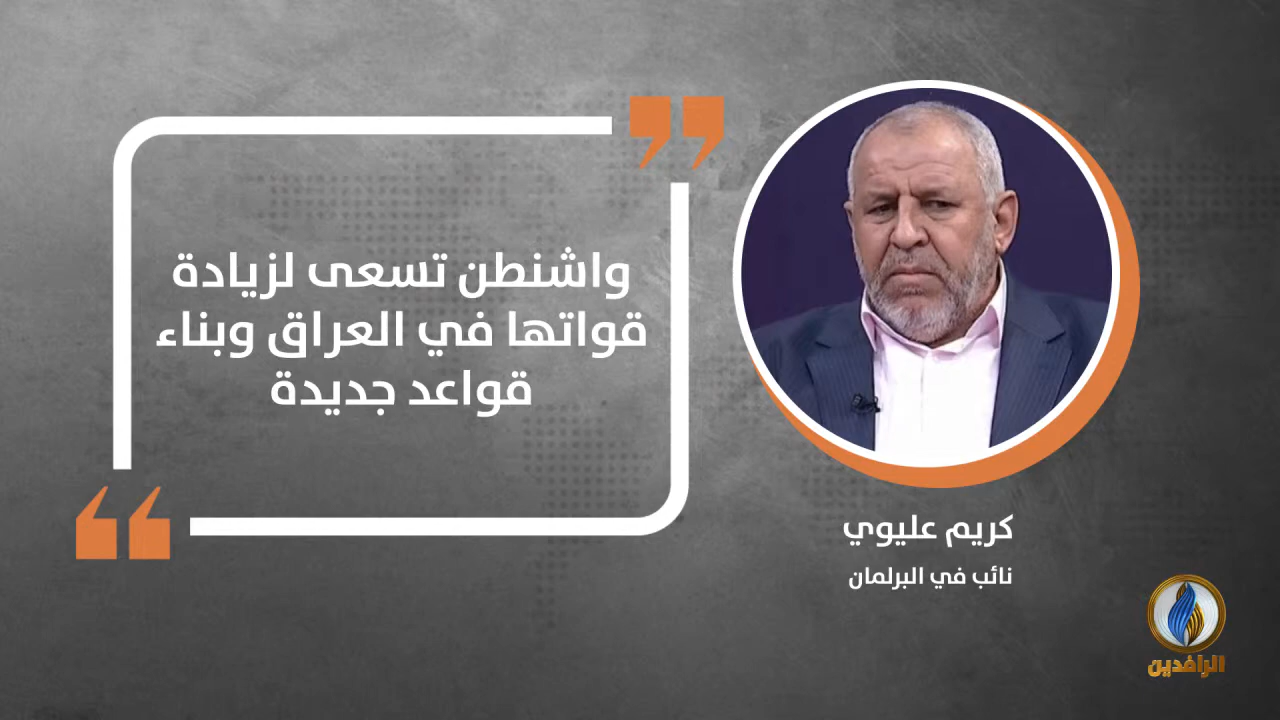 واشنطن تسعى لزيادة
قواتها في العراق وبناء
قواعد جديدة
كريم عليوي
نائب في البرلمان
الرافدين